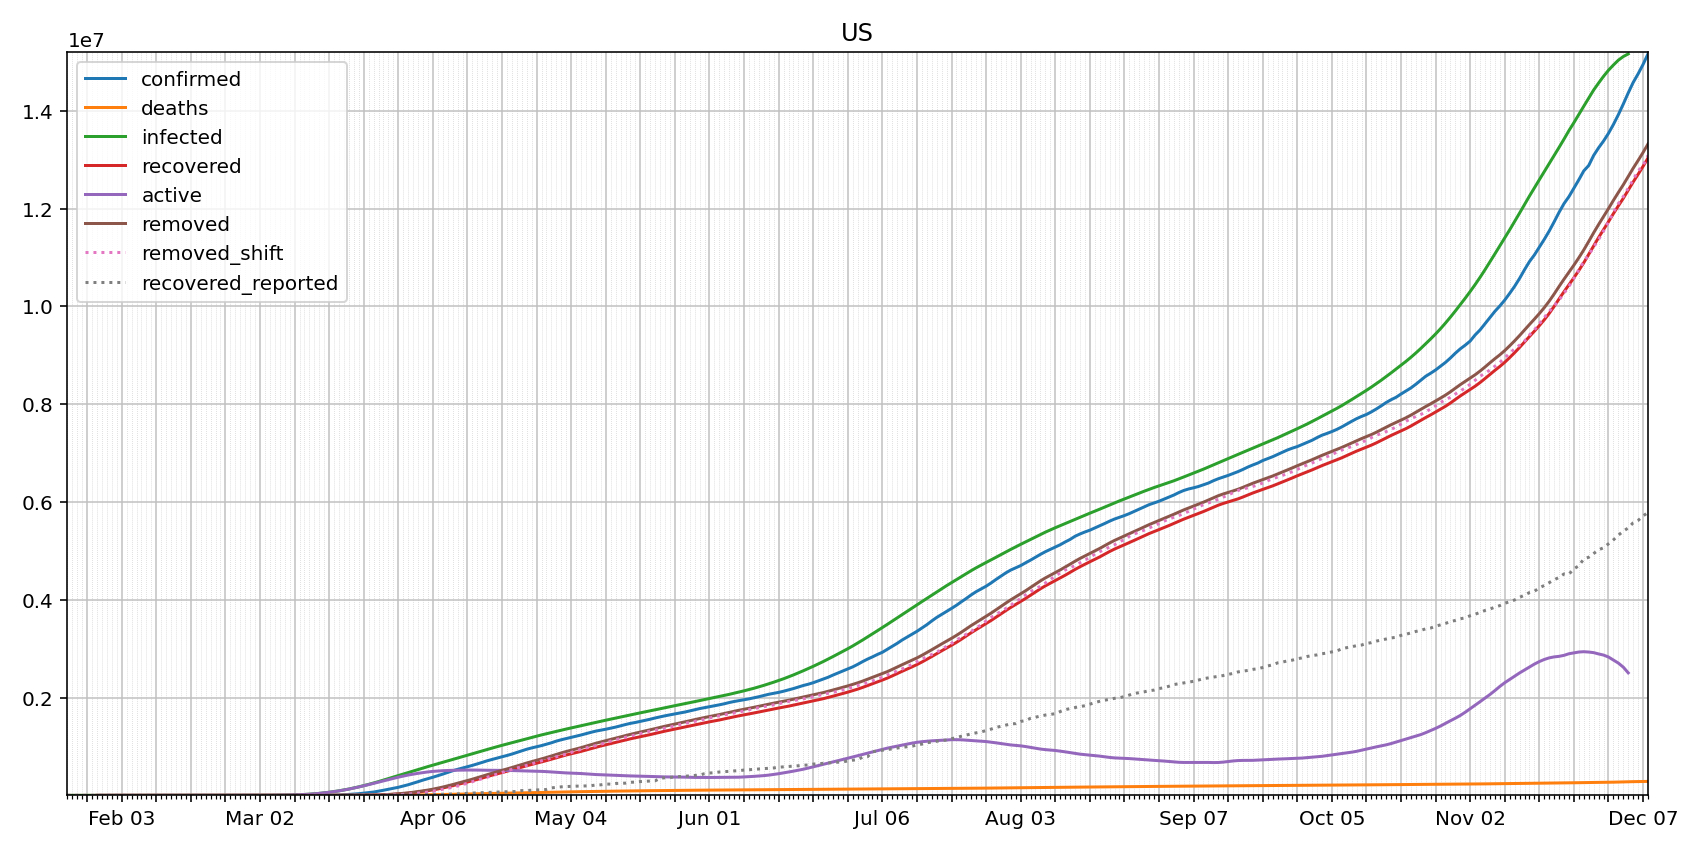 US
1e7
confirmed
deaths
infected
recovered
active
removed
removed_shift
recovered_reported
1.4
1.2
1.0
0.8
0.6
0.4
0.2
Feb 03 Mar 02 Apr 06 May 04 Jun 01 Jul 06 Aug 03 Sep 07 Oct 05 Nov 02 Dec 07